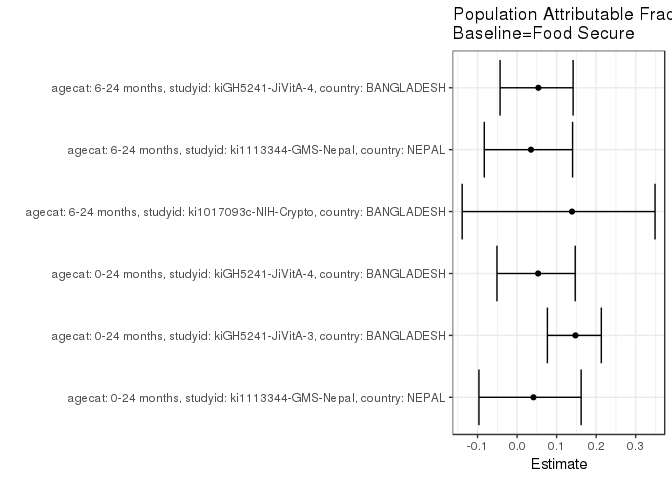 Population Attributable Frac
Baseline=Food Secure
agecat: 6-24 months, studyid: kiGH5241-JiVitA-4, country: BANGLADESH
agecat: 6-24 months, studyid: ki1113344-GMS-Nepal, country: NEPAL
agecat: 6-24 months, studyid: ki1017093c-NIH-Crypto, country: BANGLADESH
agecat: 0-24 months, studyid: kiGH5241-JiVitA-4, country: BANGLADESH
agecat: 0-24 months, studyid: kiGH5241-JiVitA-3, country: BANGLADESH
agecat: 0-24 months, studyid: ki1113344-GMS-Nepal, country: NEPAL
-0.1 0.0 0.1 0.2 0.3
Estimate